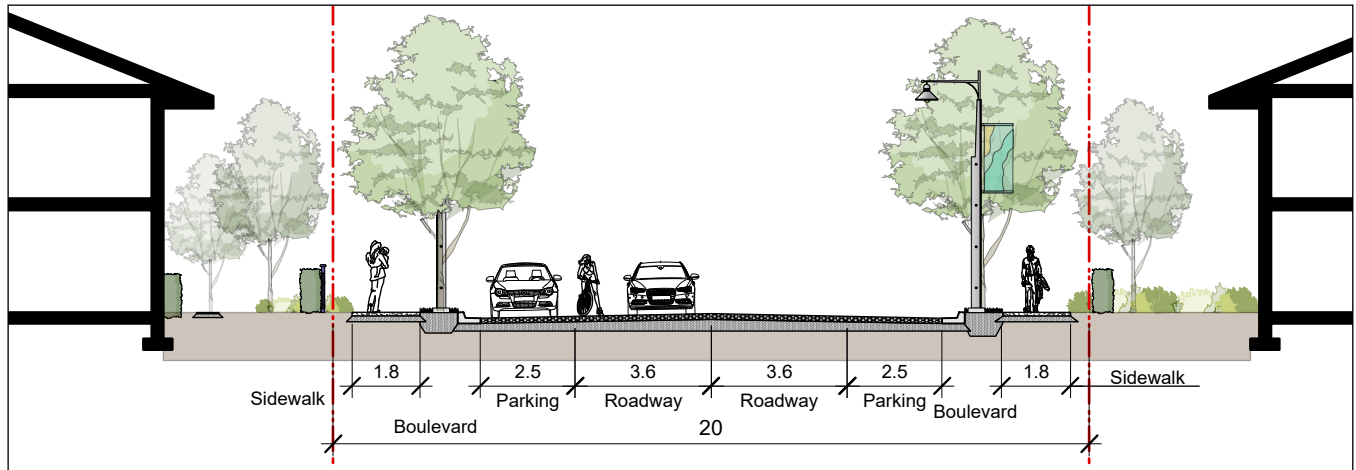 1.8 2.5 3.6 3.6 2.5 1.8
Sidewalk Parking Roadway Roadway Parking Sidewalk
Boulevard Boulevard
20